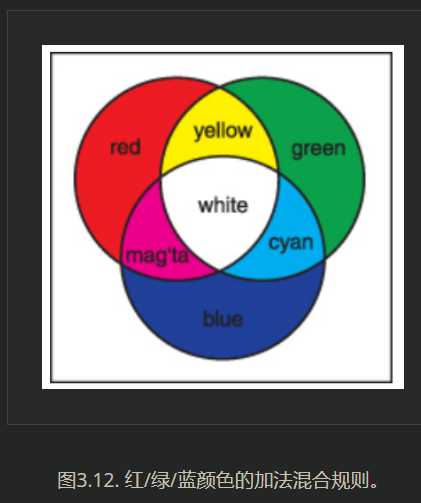 red
yellow
green
white
mag'ta
cyan
blue
图3.12. 红/绿/蓝颜色的加法混合规则。